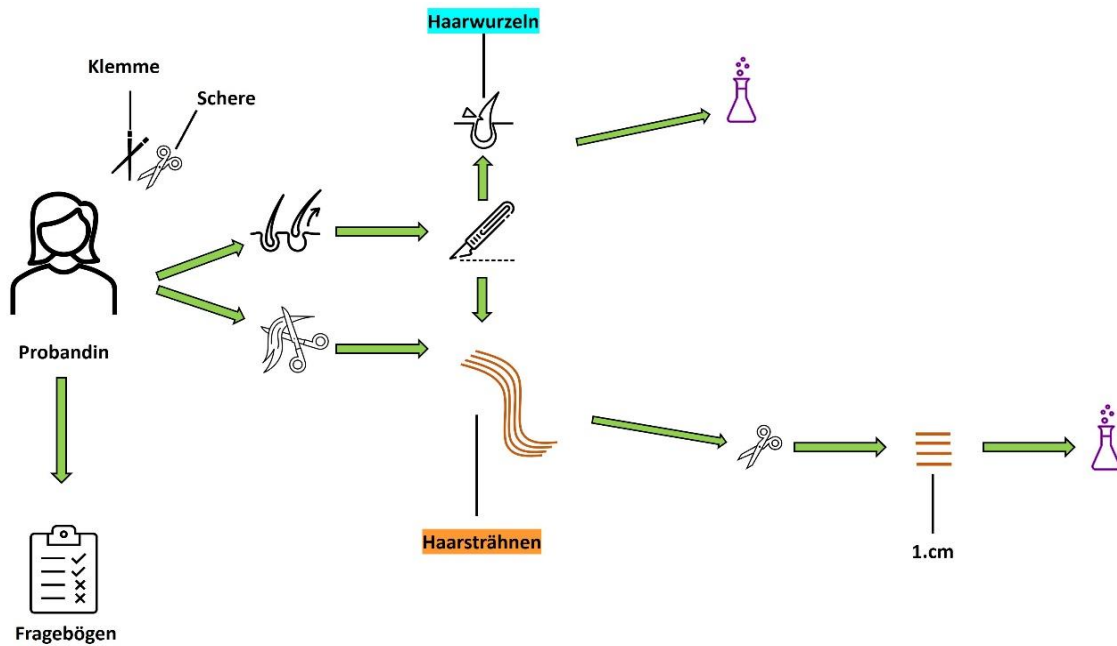 Haarwurzeln
Klemme
Schere
Probandin
Haarsträhnen
1.cm
Fragebögen